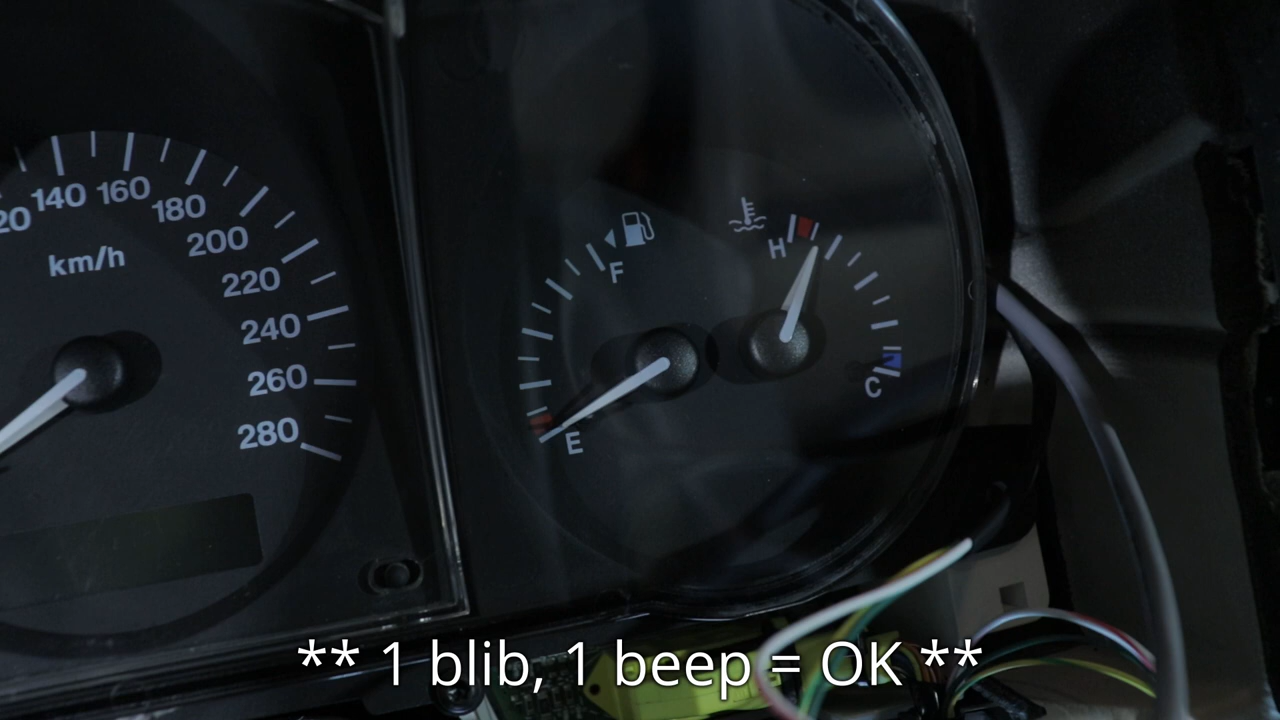 20 140 160 180
200
220
240
260
280
km/h
F
E
H
C
** 1 blib, 1 beep = OK **